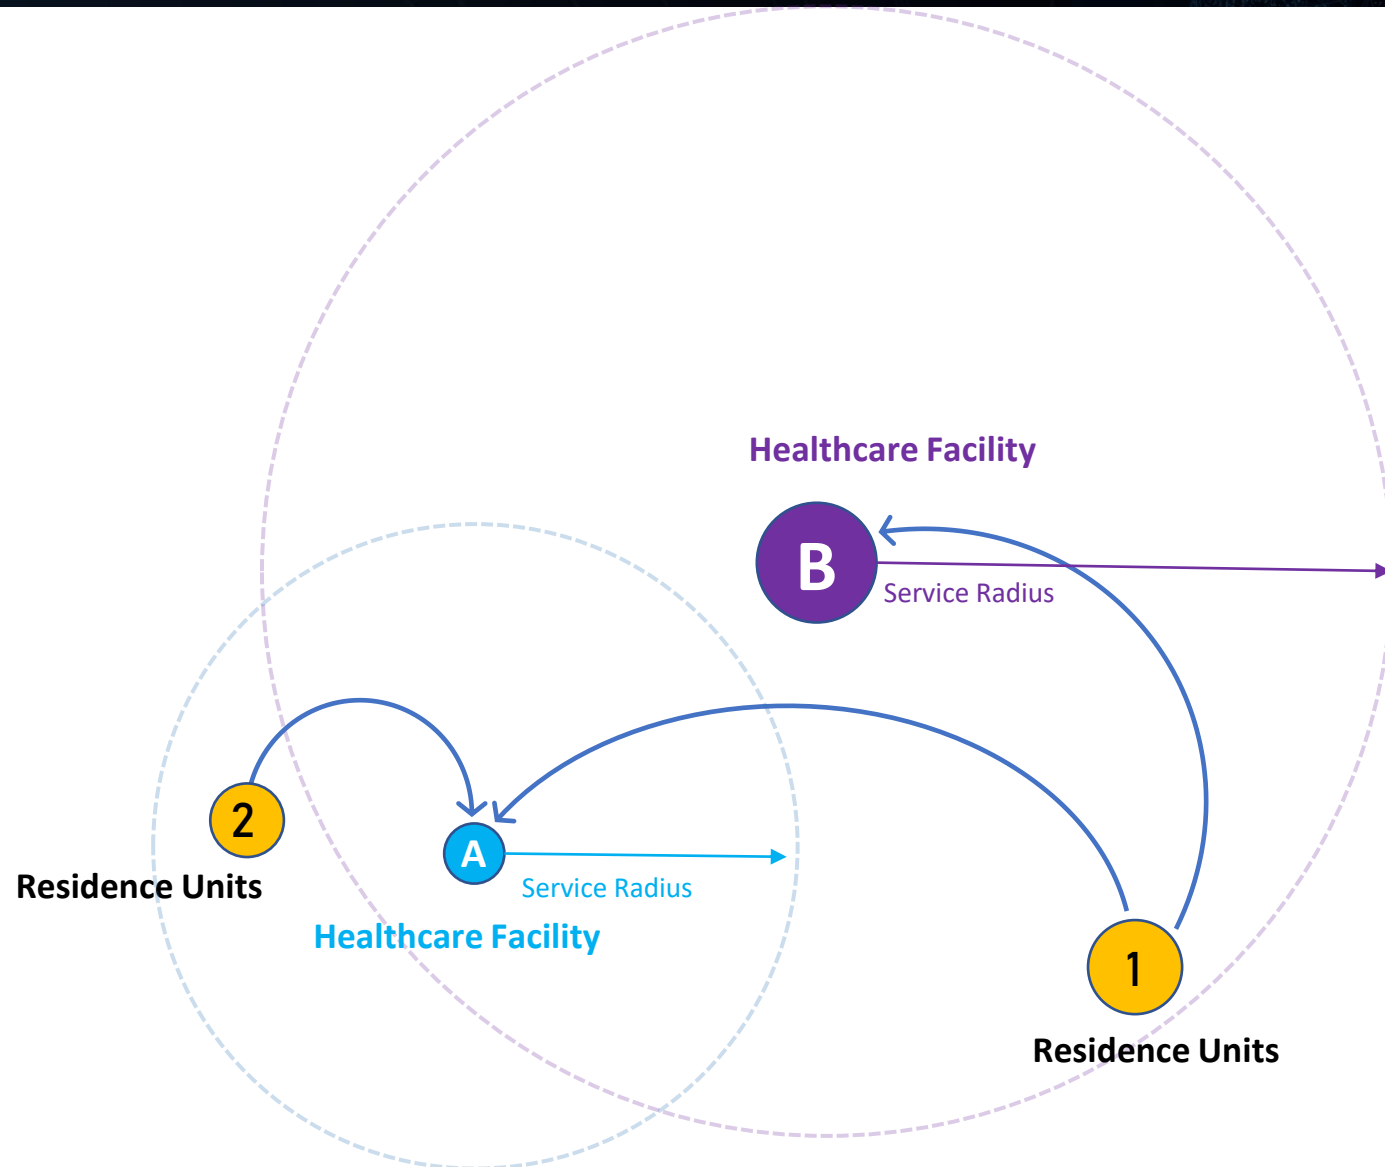 Healthcare Facility
B
Service Radius
2
A
Residence Units
Service Radius
Healthcare Facility
1
Residence Units